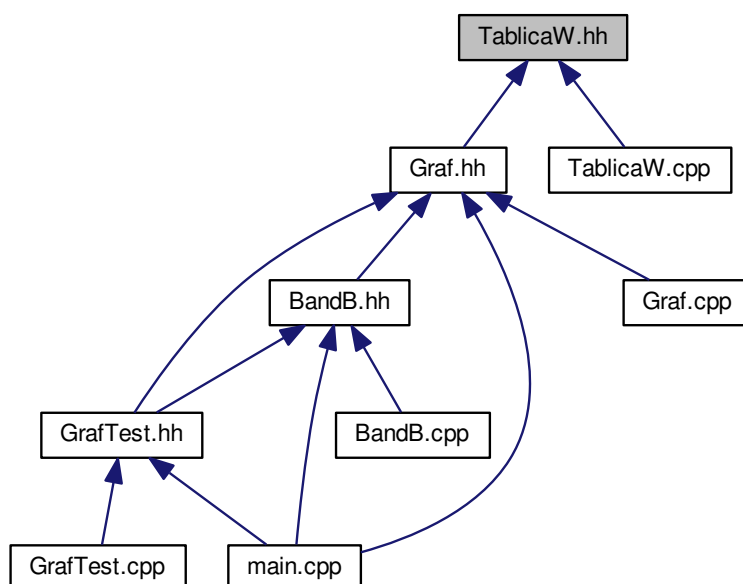 TablicaW.hh
Graf.hh
TablicaW.cpp
BandB.hh
Graf.cpp
GrafTest.hh
BandB.cpp
GrafTest.cpp
main.cpp